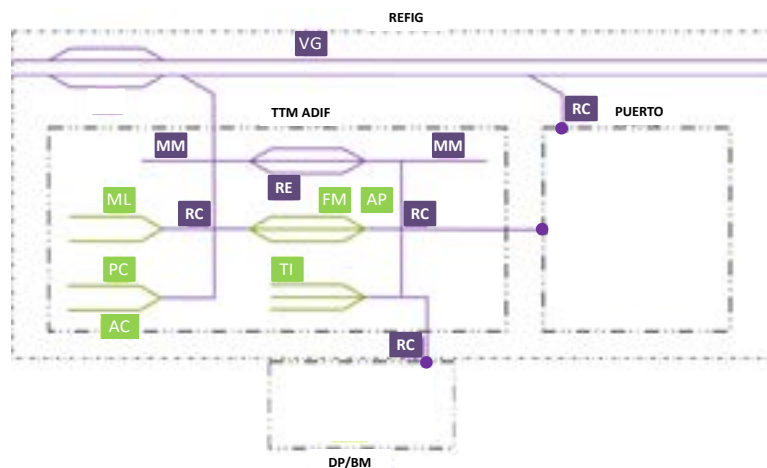 REFIG
VG
RC
TTM ADIF
PUERTO
MM
MM
RE
ML
FM
AP
RC
RC
PC
TI
AC
RC
DP/BM